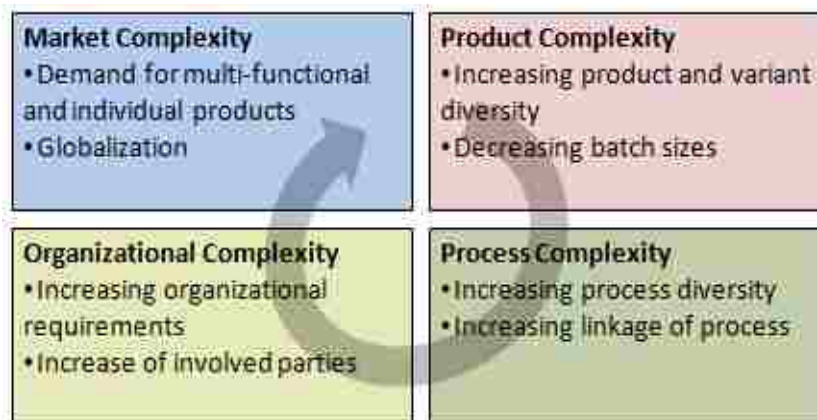 Market Complexity
•Demand for multi-functional
and individual products
•Globalization
Product Complexity
•Increasing product and variant
diversity
•Decreasing batch sizes
Organizational Complexity
•Increasing organizational
requirements
•Increase of involved parties
Process Complexity
•Increasing process diversity
•Increasing linkage of process